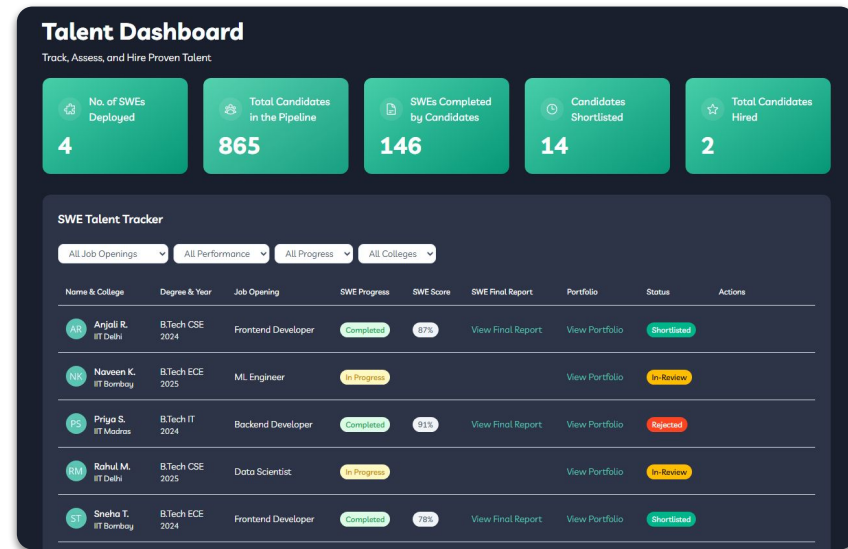 Talent Dashboard
Track, Assess, and Hire Proven Talent
No. of SWEs
Deployed
4
Total Candidates
in the Pipeline
865
SWEs Completed
by Candidates
146
Candidates
Shortlisted
14
Total Candidates
Hired
2
SWE Talent Tracker
All Job Openings All Performance All Progress All Colleges
Name & College Degree & Year Job Opening SWE Progress SWE Score SWE Final Report Portfolio Status Actions
AR Anjali R. B.Tech CSE Frontend Developer Completed 87% View Final Report View Portfolio Shortlisted
IIT Delhi 2024
NK Naveen K. B.Tech ECE ML Engineer In Progress View Portfolio In-Review
IIT Bombay 2025
PS Priya S. B.Tech IT Backend Developer Completed 91% View Final Report View Portfolio Rejected
IIT Madras 2024
RM Rahul M. B.Tech CSE Data Scientist In Progress View Portfolio In-Review
IIT Delhi 2025
ST Sneha T. B.Tech ECE Frontend Developer Completed 78% View Final Report View Portfolio Shortlisted
IIT Bombay 2024